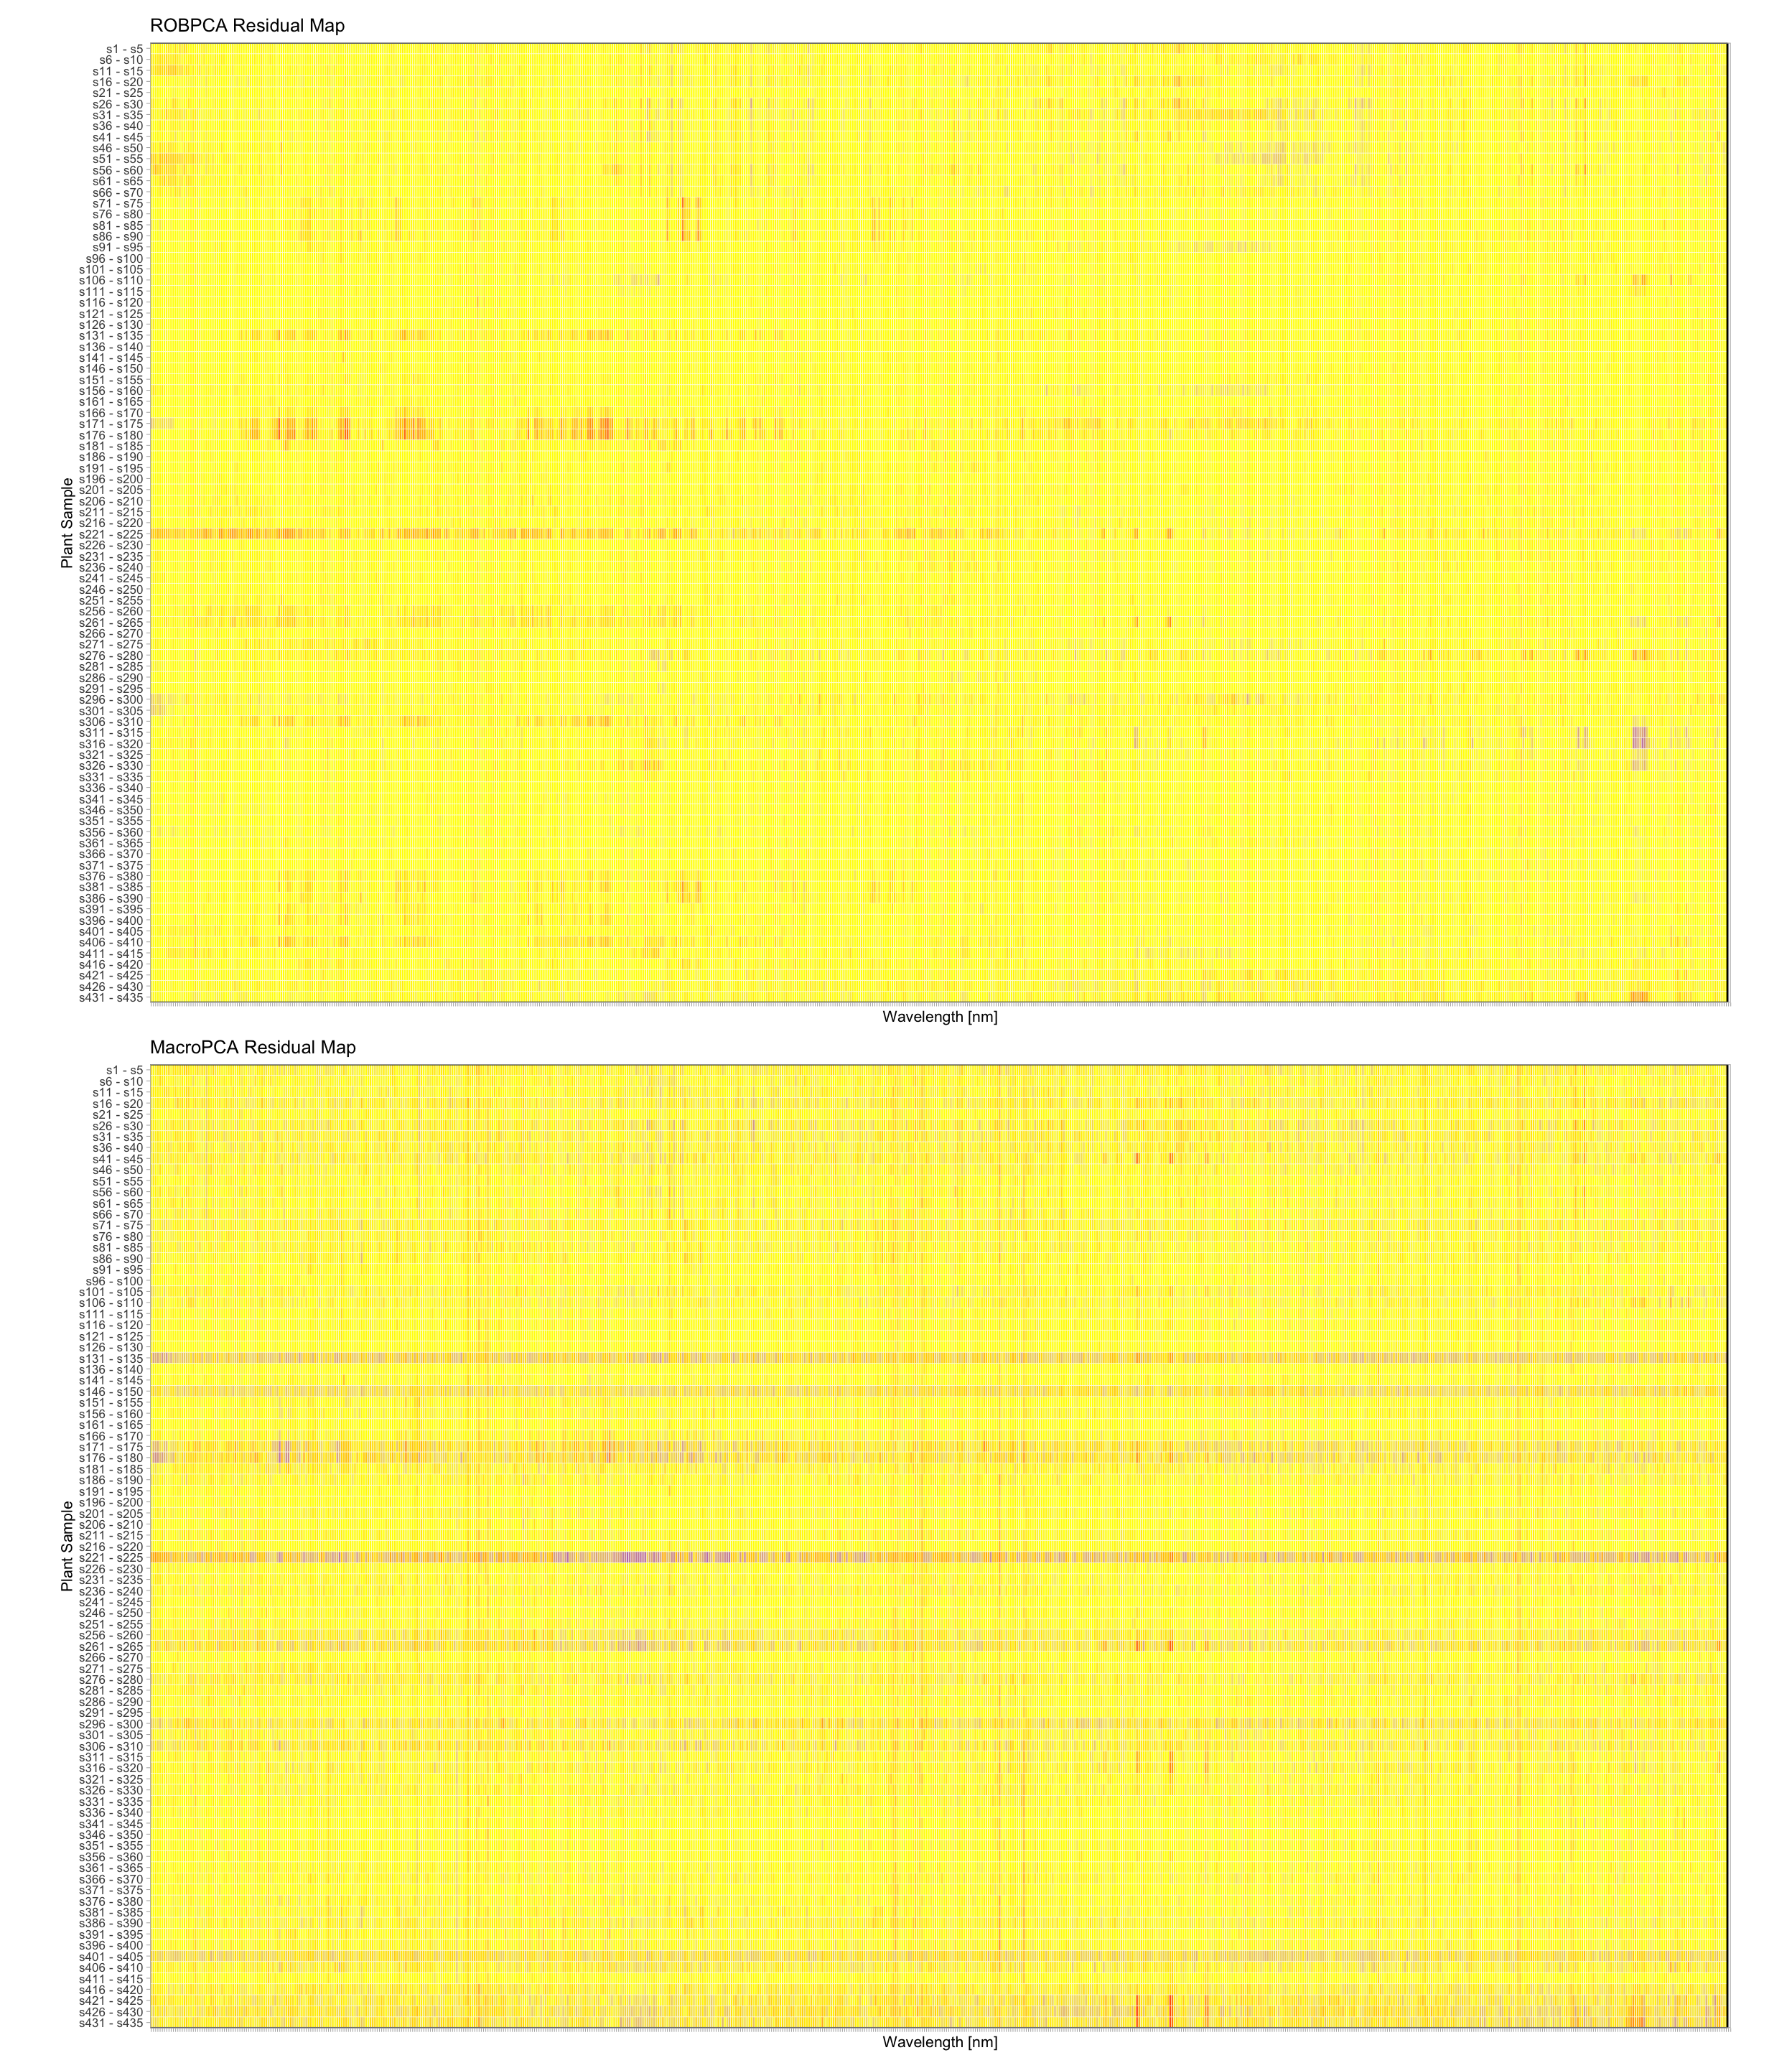 ROBPCA Residual Map
s1 - s5
s6 - s10
s11 - s15
s16 - s20
s21 - s25
s26 - s30
s31 - s35
s36 - s40
s41 - s45
s46 - s50
s51 - s55
s56 - s60
s61 - s65
s66 - s70
s71 - s75
s76 - s80
s81 - s85
s86 - s90
s91 - s95
s96 - s100
s101 - s105
s106 - s110
s111 - s115
s116 - s120
s121 - s125
s126 - s130
s131 - s135
s136 - s140
s141 - s145
s146 - s150
s151 - s155
s156 - s160
s161 - s165
s166 - s170
s171 - s175
s176 - s180
s181 - s185
s186 - s190
s191 - s195
s196 - s200
s201 - s205
s206 - s210
s211 - s215
s216 - s220
s221 - s225
s226 - s230
s231 - s235
s236 - s240
s241 - s245
s246 - s250
s251 - s255
s256 - s260
s261 - s265
s266 - s270
s271 - s275
s276 - s280
s281 - s285
s286 - s290
s291 - s295
s296 - s300
s301 - s305
s306 - s310
s311 - s315
s316 - s320
s321 - s325
s326 - s330
s331 - s335
s336 - s340
s341 - s345
s346 - s350
s351 - s355
s356 - s360
s361 - s365
s366 - s370
s371 - s375
s376 - s380
s381 - s385
s386 - s390
s391 - s395
s396 - s400
s401 - s405
s406 - s410
s411 - s415
s416 - s420
s421 - s425
s426 - s430
s431 - s435
Plant Sample
Wavelength [nm]
MacroPCA Residual Map
s1 - s5
s6 - s10
s11 - s15
s16 - s20
s21 - s25
s26 - s30
s31 - s35
s36 - s40
s41 - s45
s46 - s50
s51 - s55
s56 - s60
s61 - s65
s66 - s70
s71 - s75
s76 - s80
s81 - s85
s86 - s90
s91 - s95
s96 - s100
s101 - s105
s106 - s110
s111 - s115
s116 - s120
s121 - s125
s126 - s130
s131 - s135
s136 - s140
s141 - s145
s146 - s150
s151 - s155
s156 - s160
s161 - s165
s166 - s170
s171 - s175
s176 - s180
s181 - s185
s186 - s190
s191 - s195
s196 - s200
s201 - s205
s206 - s210
s211 - s215
s216 - s220
s221 - s225
s226 - s230
s231 - s235
s236 - s240
s241 - s245
s246 - s250
s251 - s255
s256 - s260
s261 - s265
s266 - s270
s271 - s275
s276 - s280
s281 - s285
s286 - s290
s291 - s295
s296 - s300
s301 - s305
s306 - s310
s311 - s315
s316 - s320
s321 - s325
s326 - s330
s331 - s335
s336 - s340
s341 - s345
s346 - s350
s351 - s355
s356 - s360
s361 - s365
s366 - s370
s371 - s375
s376 - s380
s381 - s385
s386 - s390
s391 - s395
s396 - s400
s401 - s405
s406 - s410
s411 - s415
s416 - s420
s421 - s425
s426 - s430
s431 - s435
Plant Sample
Wavelength [nm]